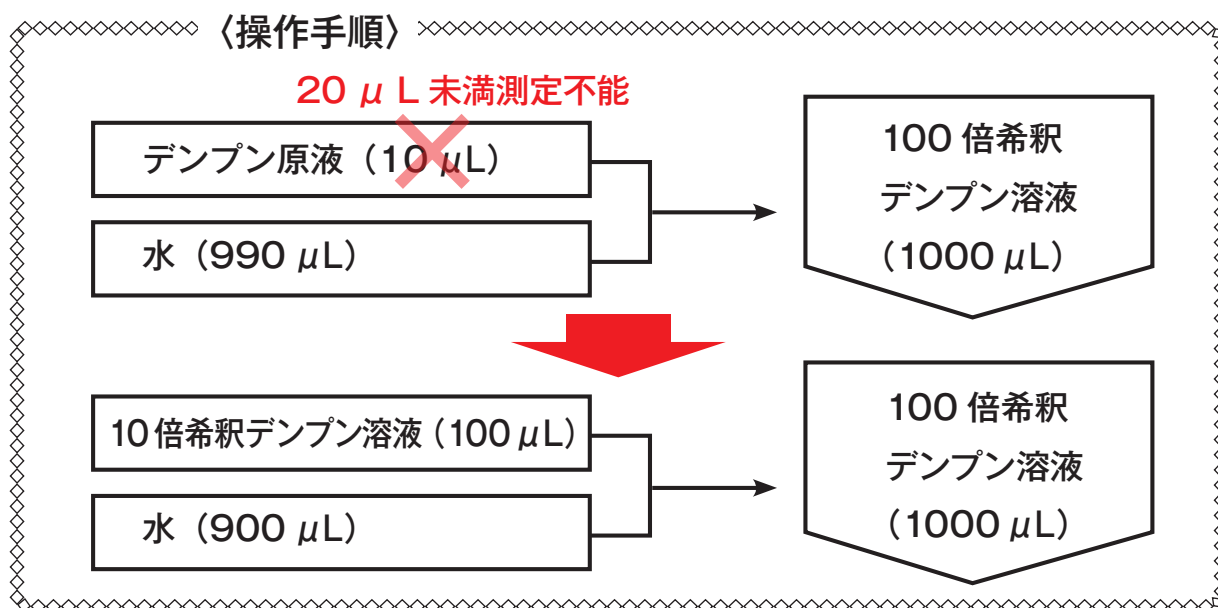 〈操作手順〉
20 μ L 未満測定不能
デンプン原液（10 μL）
水（990 μL）
100 倍希釈
デンプン溶液
（1000 μL）
10倍希釈デンプン溶液（100 μL）
水（900 μL）
100 倍希釈
デンプン溶液
（1000 μL）